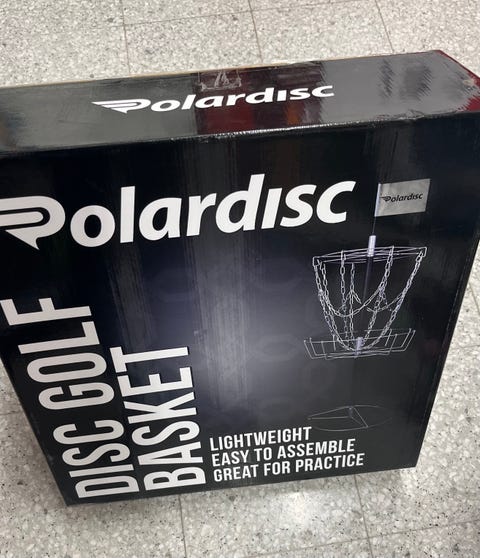 Polardisc
Polardisc
Polardisc
DISC GOLF
BASKET
LIGHTWEIGHT
EASY TO ASSEMBLE
GREAT FOR PRACTICE